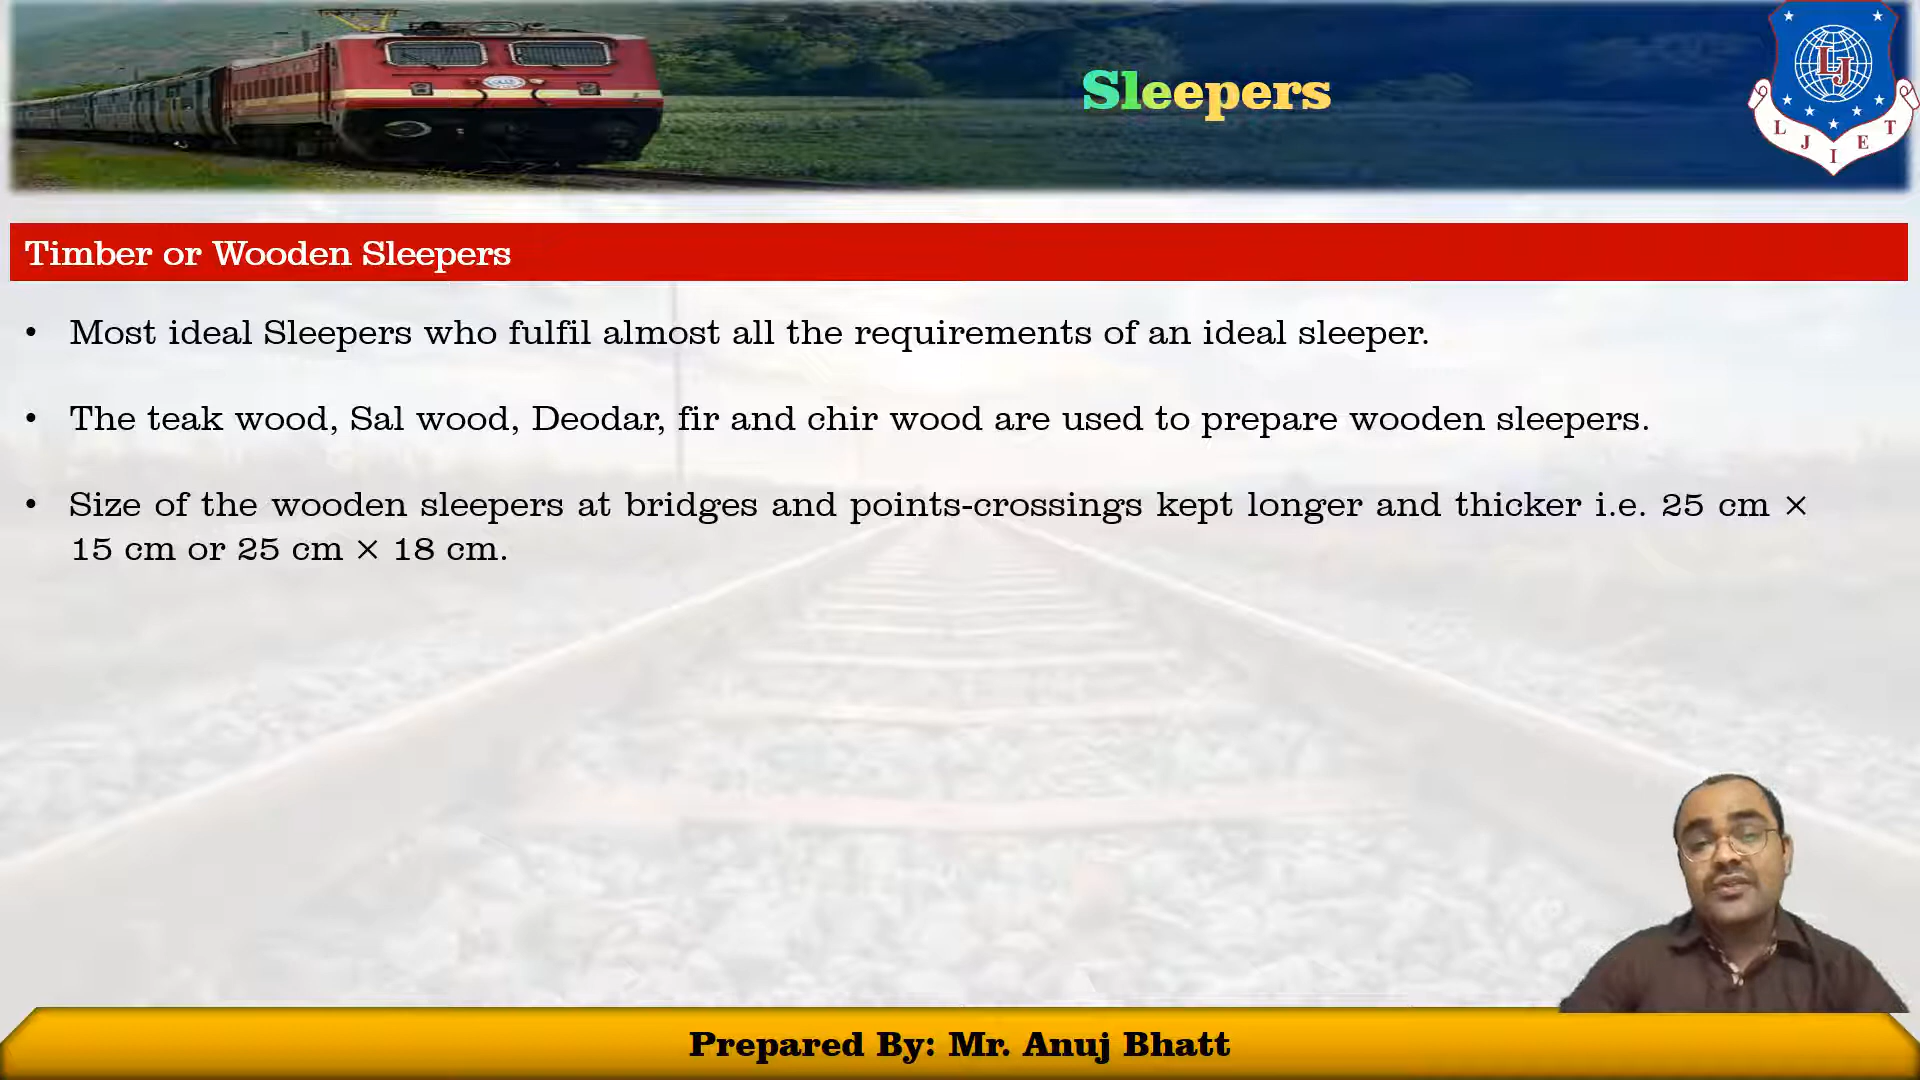 Sleepers
LJ
L J I E T
Timber or Wooden Sleepers
• Most ideal Sleepers who fulfil almost all the requirements of an ideal sleeper.
• The teak wood, Sal wood, Deodar, fir and chir wood are used to prepare wooden sleepers.
• Size of the wooden sleepers at bridges and points-crossings kept longer and thicker i.e. 25 cm ×
15 cm or 25 cm × 18 cm.
Prepared By: Mr. Anuj Bhatt